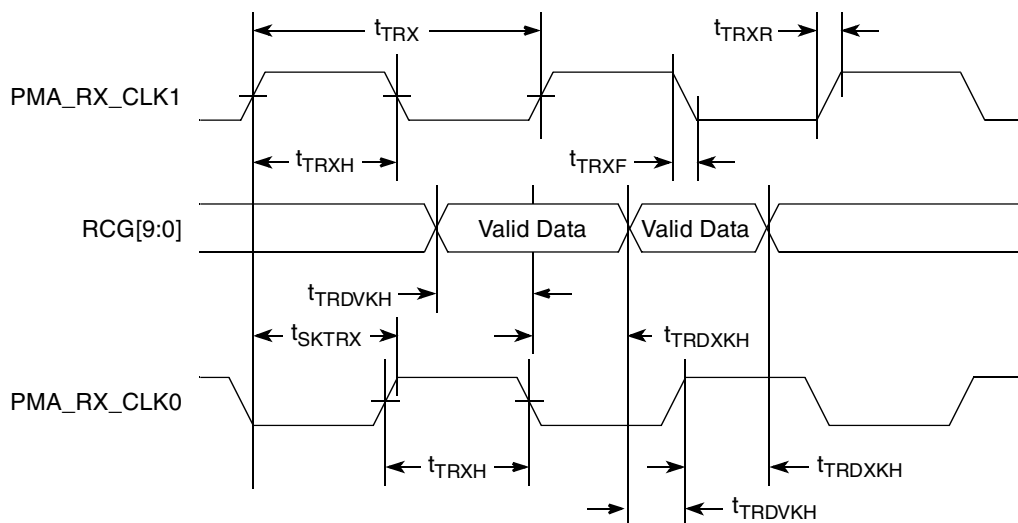 tTRX
tTRXR
PMA_RX_CLK1
tTRXH
tTRXF
RCG[9:0]
Valid Data
Valid Data
tTRDVKH
tSKTRX
tTRDXKH
PMA_RX_CLK0
tTRXH
tTRDXKH
tTRDVKH